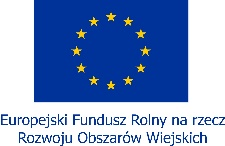 Europejski Fundusz Rolny na rzecz
Rozwoju Obszarów Wiejskich